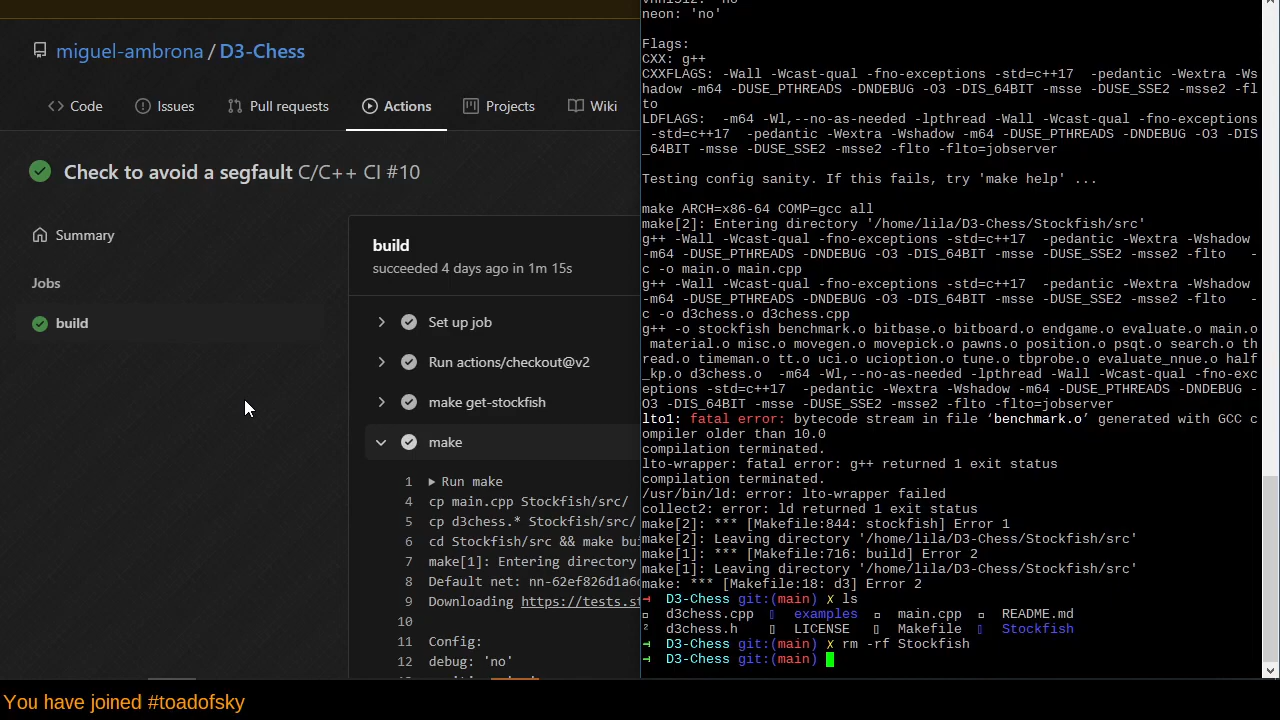 miguel-ambrona / D3-Chess
Code Issues Pull requests Actions Projects Wiki
Check to avoid a segfault C/C++ CI #10
Summary
Jobs
build
build
succeeded 4 days ago in 1m 15s
Set up job
Run actions/checkout@v2
make get-stockfish
make
1 Run make
4 cp main.cpp Stockfish/src/
5 cp d3chess.* Stockfish/src/
6 cd Stockfish/src && make bu
7 make[1]: Entering directory
8 Default net: nn-62ef826d1a6
9 Downloading https://tests.st
10
11 Config:
12 debug: 'no'
neon: 'no'
Flags:
CXX: g++
CXXFLAGS: -Wall -Wcast-qual -fno-exceptions -std=c++17  -pedantic -Wextra -Ws
hadow -m64 -DUSE_PTHREADS -DNDEBUG -O3 -DIS_64BIT -msse -DUSE_SSE2 -msse2 -fl
to
LDFLAGS:  -m64 -Wl,--no-as-needed -lpthread -Wall -Wcast-qual -fno-exceptions
-std=c++17  -pedantic -Wextra -Wshadow -m64 -DUSE_PTHREADS -DNDEBUG -O3 -DIS
_64BIT -msse -DUSE_SSE2 -msse2 -flto -flto=jobserver
Testing config sanity. If this fails, try 'make help' ...
make ARCH=x86-64 COMP=gcc all
make[2]: Entering directory '/home/lila/D3-Chess/Stockfish/src'
g++ -Wall -Wcast-qual -fno-exceptions -std=c++17  -pedantic -Wextra -Wshadow
-m64 -DUSE_PTHREADS -DNDEBUG -O3 -DIS_64BIT -msse -DUSE_SSE2 -msse2 -flto   -
c -o main.o main.cpp
g++ -Wall -Wcast-qual -fno-exceptions -std=c++17  -pedantic -Wextra -Wshadow
-m64 -DUSE_PTHREADS -DNDEBUG -O3 -DIS_64BIT -msse -DUSE_SSE2 -msse2 -flto   -
c -o d3chess.o d3chess.cpp
g++ -o stockfish benchmark.o bitbase.o bitboard.o endgame.o evaluate.o main.o
material.o misc.o movegen.o movepick.o pawns.o position.o psqt.o search.o th
read.o timeman.o tt.o uci.o ucioption.o tune.o tbprobe.o evaluate_nnue.o half
_kp.o d3chess.o  -m64 -Wl,--no-as-needed -lpthread -Wall -Wcast-qual -fno-exc
eptions -std=c++17  -pedantic -Wextra -Wshadow -m64 -DUSE_PTHREADS -DNDEBUG -
O3 -DIS_64BIT -msse -DUSE_SSE2 -msse2 -flto -flto=jobserver
lto1: fatal error: bytecode stream in file ‘benchmark.o’ generated with GCC c
ompiler older than 10.0
compilation terminated.
lto-wrapper: fatal error: g++ returned 1 exit status
compilation terminated.
/usr/bin/ld: error: lto-wrapper failed
collect2: error: ld returned 1 exit status
make[2]: *** [Makefile:844: stockfish] Error 1
make[2]: Leaving directory '/home/lila/D3-Chess/Stockfish/src'
make[1]: *** [Makefile:716: build] Error 2
make[1]: Leaving directory '/home/lila/D3-Chess/Stockfish/src'
make: *** [Makefile:18: d3] Error 2
D3-Chess git:(main) ✗ ls
d3chess.cpp examples main.cpp README.md
d3chess.h LICENSE Makefile Stockfish
D3-Chess git:(main) ✗ rm -rf Stockfish
D3-Chess git:(main)
You have joined #toadofsky